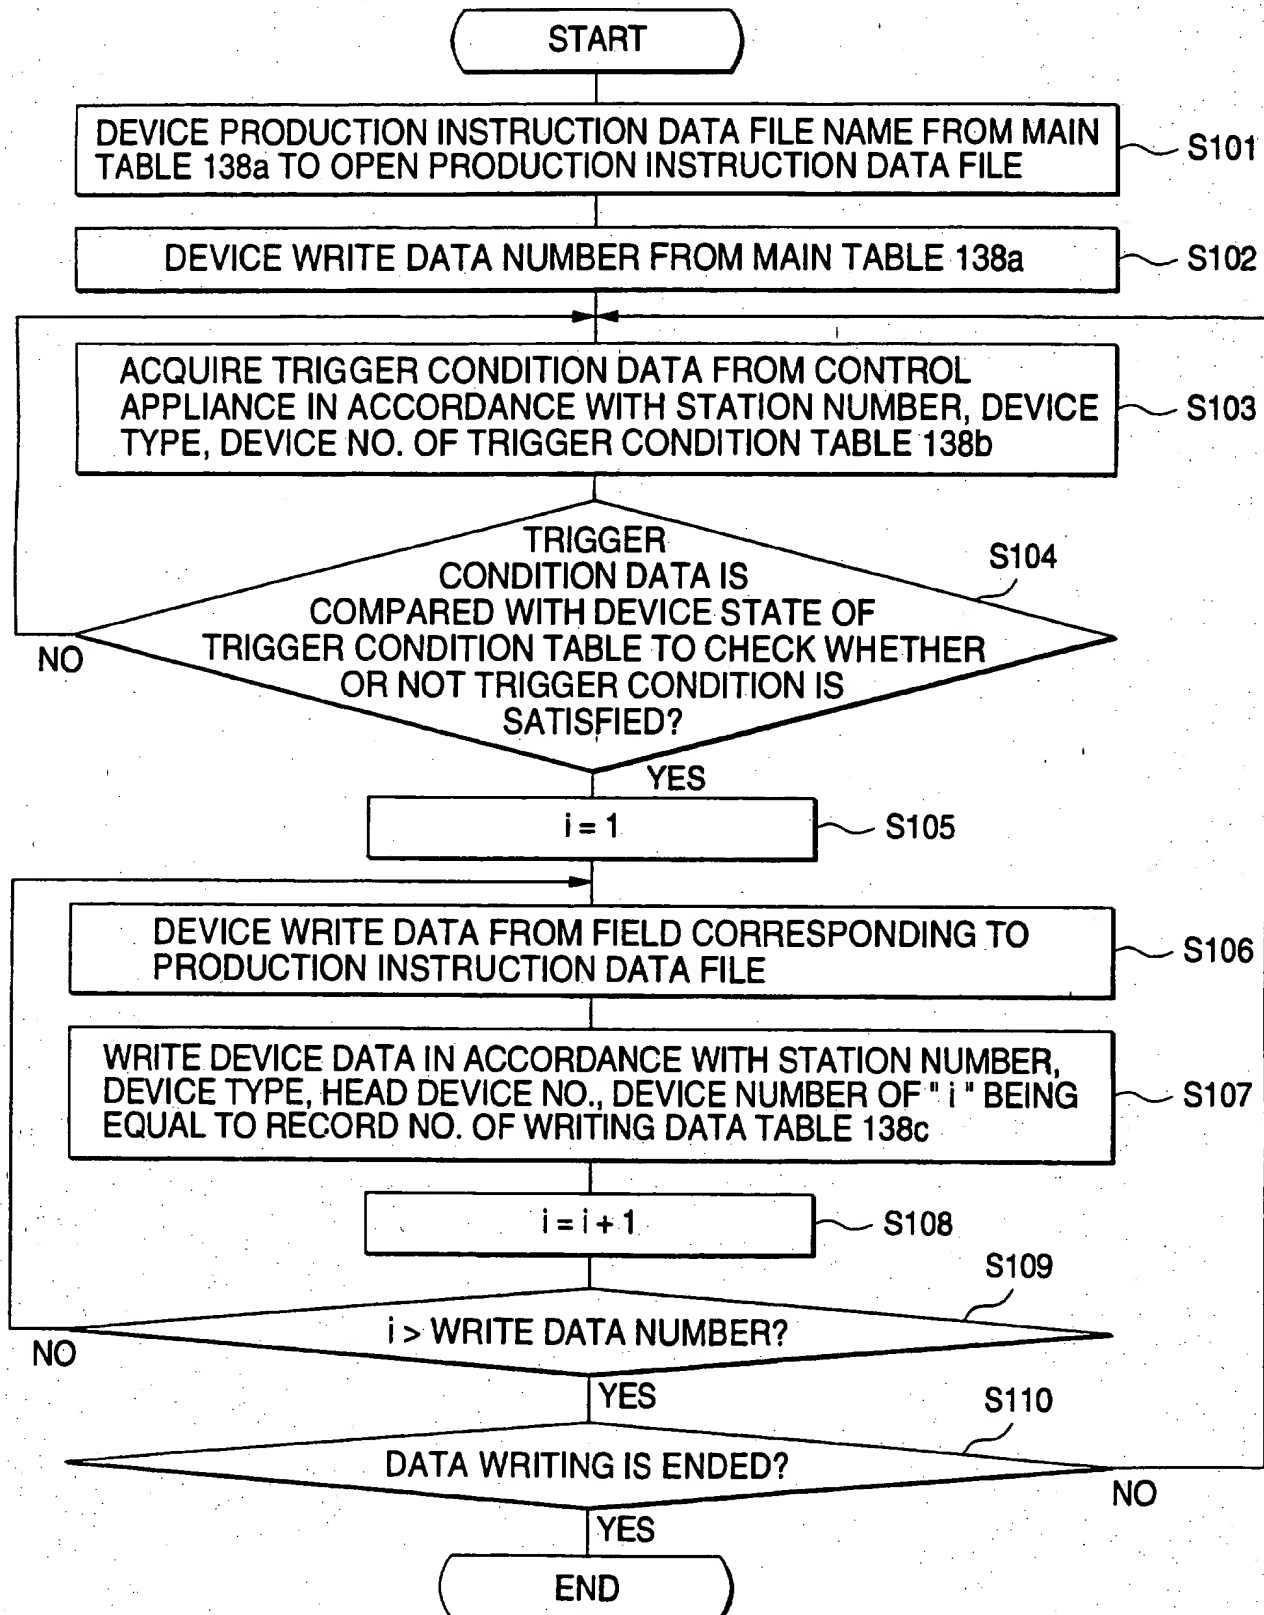 START
DEVICE PRODUCTION INSTRUCTION DATA FILE NAME FROM MAIN
TABLE 138a TO OPEN PRODUCTION INSTRUCTION DATA FILE
S101
DEVICE WRITE DATA NUMBER FROM MAIN TABLE 138a
S102
ACQUIRE TRIGGER CONDITION DATA FROM CONTROL
APPLIANCE IN ACCORDANCE WITH STATION NUMBER, DEVICE
TYPE, DEVICE NO. OF TRIGGER CONDITION TABLE 138b
S103
TRIGGER
CONDITION DATA IS
COMPARED WITH DEVICE STATE OF
TRIGGER CONDITION TABLE TO CHECK WHETHER
OR NOT TRIGGER CONDITION IS
SATISFIED?
S104
NO
YES
i = 1
S105
DEVICE WRITE DATA FROM FIELD CORRESPONDING TO
PRODUCTION INSTRUCTION DATA FILE
S106
WRITE DEVICE DATA IN ACCORDANCE WITH STATION NUMBER,
DEVICE TYPE, HEAD DEVICE NO., DEVICE NUMBER OF " i " BEING
EQUAL TO RECORD NO. OF WRITING DATA TABLE 138c
S107
i = i + 1
S108
S109
i > WRITE DATA NUMBER?
NO
YES
S110
DATA WRITING IS ENDED?
NO
YES
END